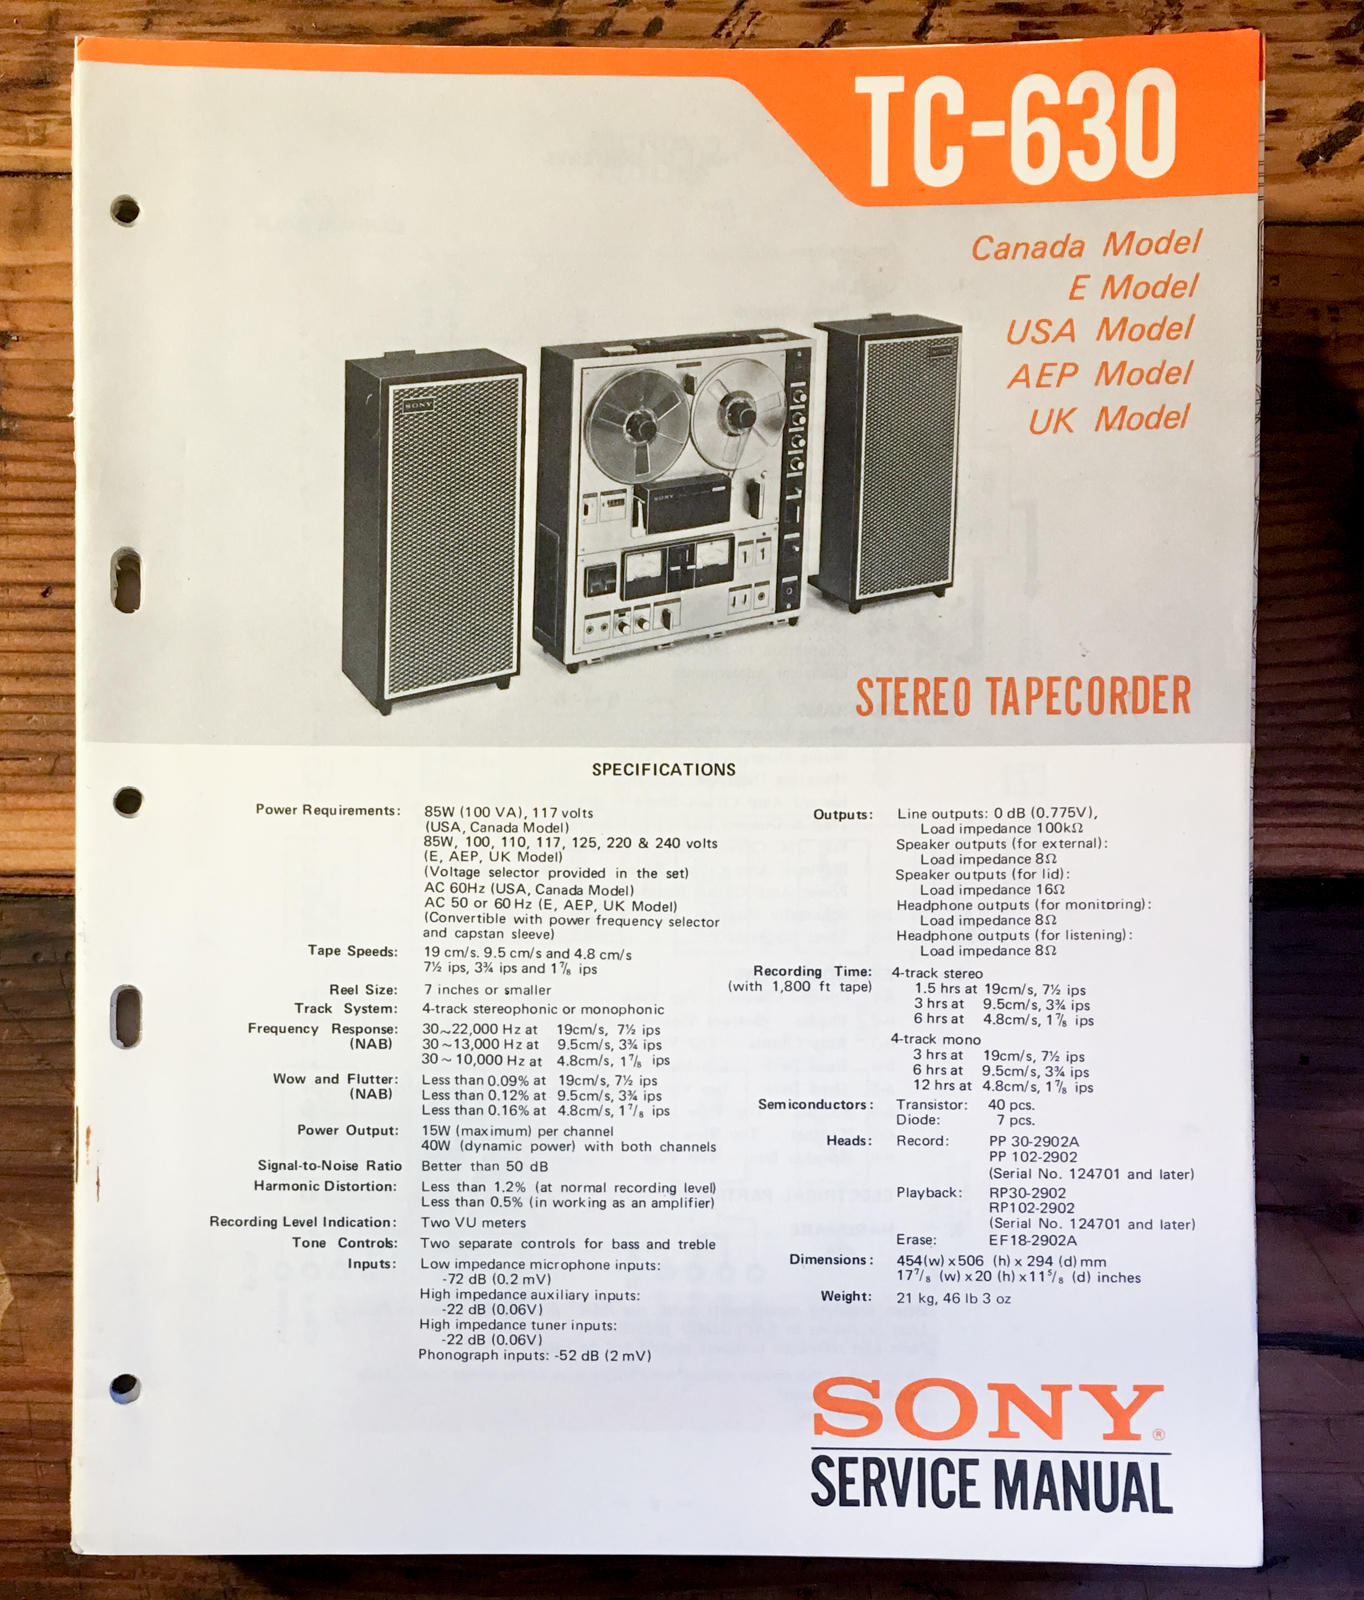 TC-630
Canada Model
E Model
USA Model
AEP Model
UK Model
SONY
SONY
STEREO TAPECORDER
SPECIFICATIONS
Power Requirements: 85W (100 VA), 117 volts
(USA, Canada Model)
85W, 100, 110, 117, 125, 220 & 240 volts
(E, AEP, UK Model)
(Voltage selector provided in the set)
AC 60Hz (USA, Canada Model)
AC 50 or 60 Hz (E, AEP, UK Model)
(Convertible with power frequency selector
and capstan sleeve)
Tape Speeds: 19 cm/s. 9.5 cm/s and 4.8 cm/s
7½ ips, 3¾ ips and 1⅞ ips
Reel Size: 7 inches or smaller
Track System: 4-track stereophonic or monophonic
Frequency Response: 30~22,000 Hz at 19cm/s, 7½ ips
(NAB) 30~13,000 Hz at 9.5cm/s, 3¾ ips
30~10,000 Hz at 4.8cm/s, 1⅞ ips
Wow and Flutter: Less than 0.09% at 19cm/s, 7½ ips
(NAB) Less than 0.12% at 9.5cm/s, 3¾ ips
Less than 0.16% at 4.8cm/s, 1⅞ ips
Power Output: 15W (maximum) per channel
40W (dynamic power) with both channels
Signal-to-Noise Ratio Better than 50 dB
Harmonic Distortion: Less than 1.2% (at normal recording level)
Less than 0.5% (in working as an amplifier)
Recording Level Indication: Two VU meters
Tone Controls: Two separate controls for bass and treble
Inputs: Low impedance microphone inputs:
-72 dB (0.2 mV)
High impedance auxiliary inputs:
-22 dB (0.06V)
High impedance tuner inputs:
-22 dB (0.06V)
Phonograph inputs: -52 dB (2 mV)
Outputs: Line outputs: 0 dB (0.775V),
Load impedance 100kΩ
Speaker outputs (for external):
Load impedance 8Ω
Speaker outputs (for lid):
Load impedance 16Ω
Headphone outputs (for monitoring):
Load impedance 8Ω
Headphone outputs (for listening):
Load impedance 8Ω
Recording Time: 4-track stereo
(with 1,800 ft tape) 1.5 hrs at 19cm/s, 7½ ips
3 hrs at 9.5cm/s, 3¾ ips
6 hrs at 4.8cm/s, 1⅞ ips
4-track mono
3 hrs at 19cm/s, 7½ ips
6 hrs at 9.5cm/s, 3¾ ips
12 hrs at 4.8cm/s, 1⅞ ips
Semiconductors: Transistor: 40 pcs.
Diode: 7 pcs.
Heads: Record: PP 30-2902A
PP 102-2902
(Serial No. 124701 and later)
Playback: RP30-2902
RP102-2902
(Serial No. 124701 and later)
Erase: EF18-2902A
Dimensions: 454(w)x506 (h) x 294 (d) mm
17⅞ (w)x20 (h)x11⅝ (d) inches
Weight: 21 kg, 46 lb 3 oz
SONY®
SERVICE MANUAL